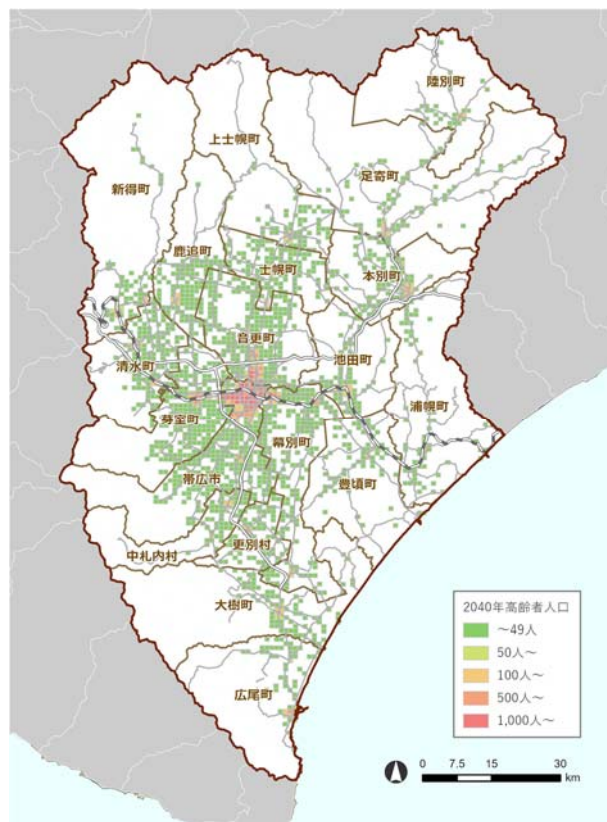 陸別町
上士幌町
足寄町
新得町
鹿追町
士幌町
本別町
音更町
池田町
清水町
浦幌町
芽室町
幕別町
帯広市
豊頃町
更別村
中札内村
大樹町
広尾町
2040年高齢者人口
～49人
50人～
100人～
500人～
1,000人～
0 7.5 15 30
km